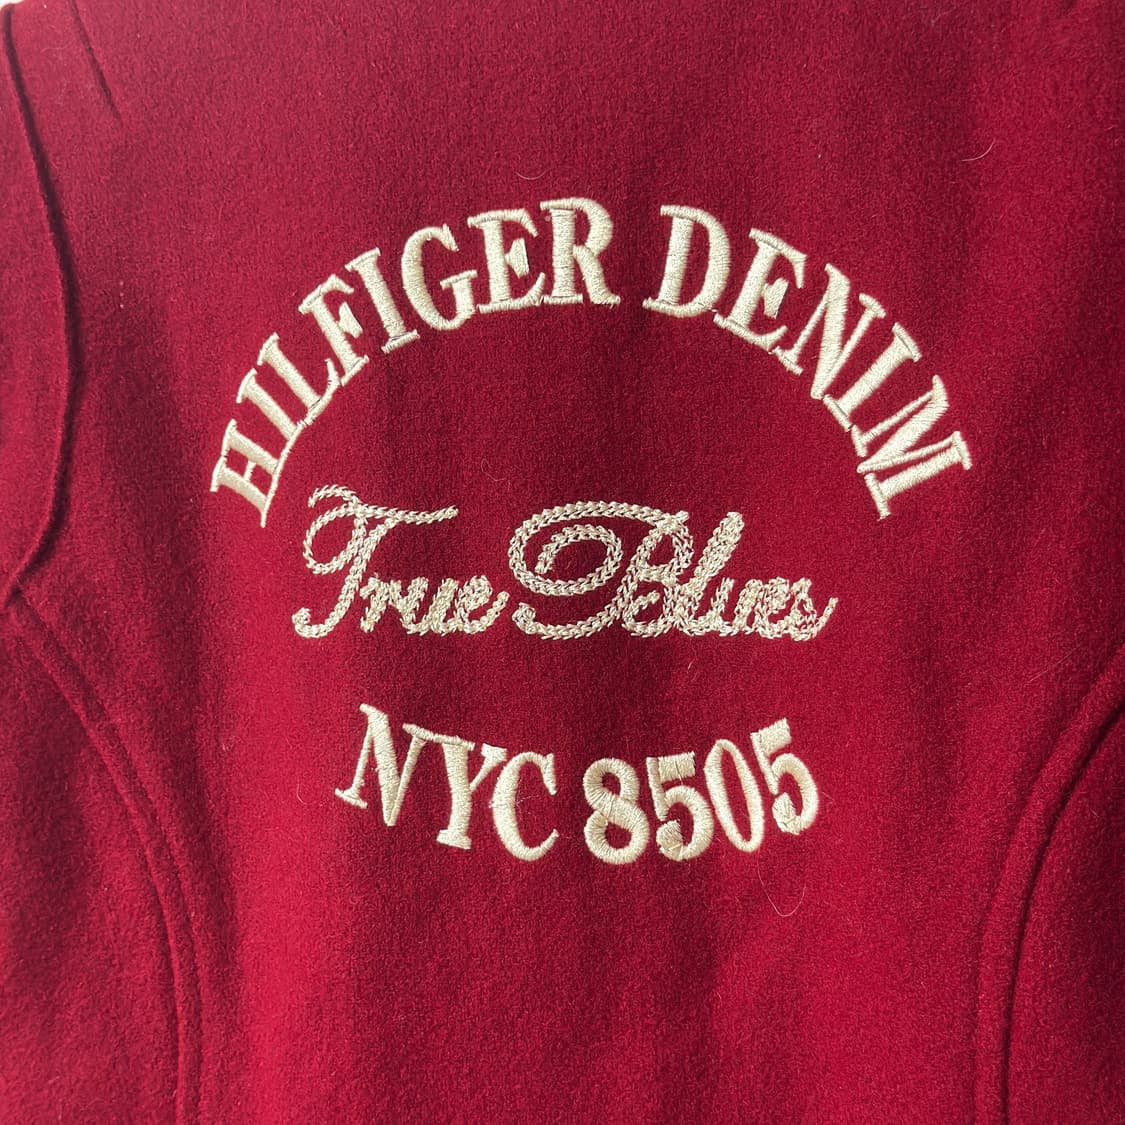 HILFIGER DENIM
True Blues
NYC 8505